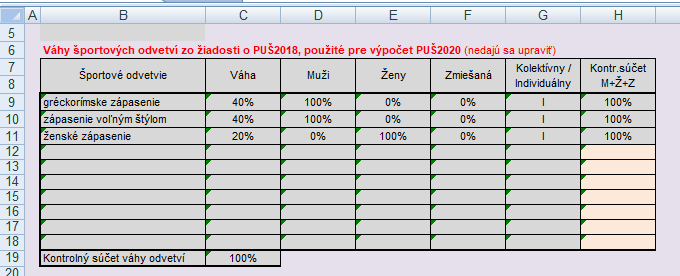 A B C D E F G H
5
6 Váhy športových odvetví zo žiadosti o PUŠ2018, použité pre výpočet PUŠ2020 (nedajú sa upraviť)
7 Športové odvetvie Váha Muži Ženy Zmiešaná Kolektívny / Kontr.súčet
8 Individuálny M+Ž+Z
9 gréckorímske zápasenie 40% 100% 0% 0% I 100%
10 zápasenie voľným štýlom 40% 100% 0% 0% I 100%
11 ženské zápasenie 20% 0% 100% 0% I 100%
12
13
14
15
16
17
18
19 Kontrolný súčet váhy odvetví 100%
20